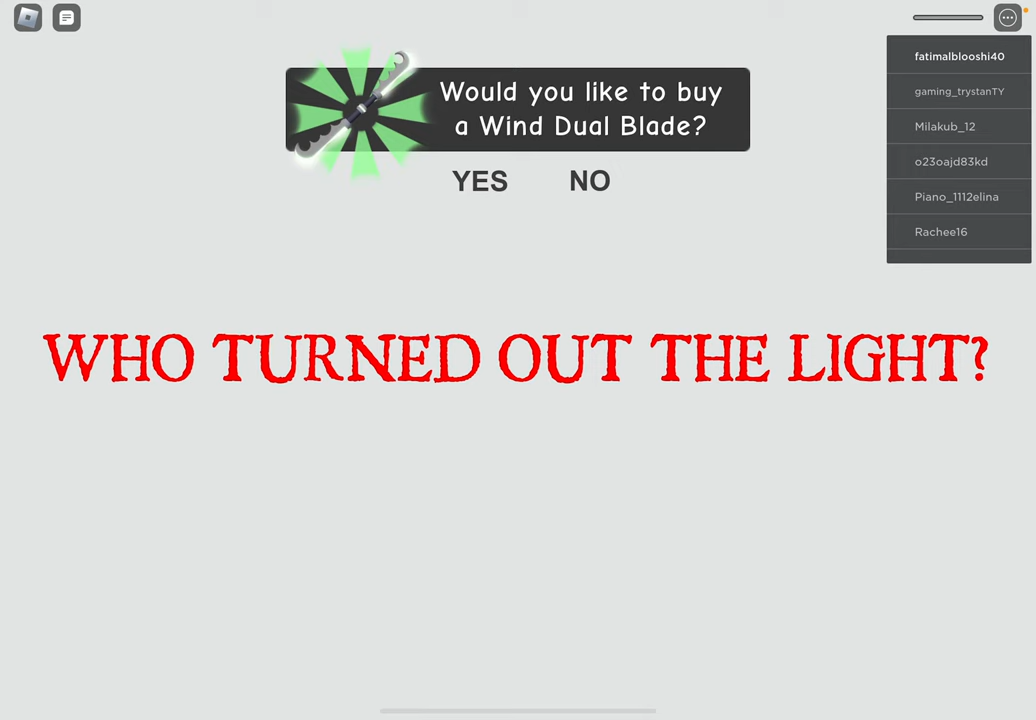 Would you like to buy
a Wind Dual Blade?
YES NO
fatimalblooshi40
gaming_trystanTY
Milakub_12
o23oajd83kd
Piano_1112elina
Rachee16
WHO TURNED OUT THE LIGHT?